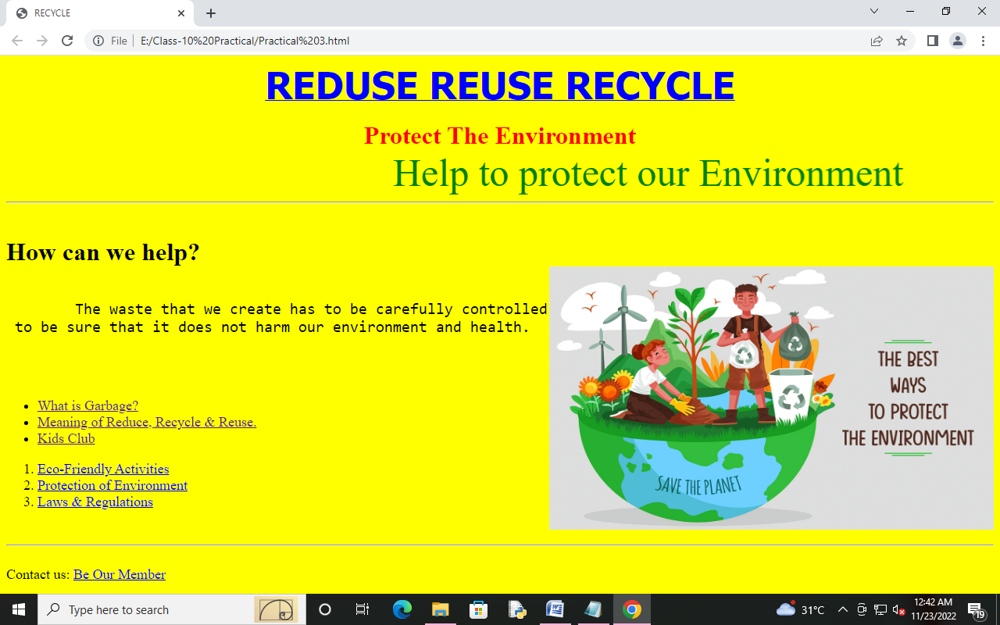 RECYCLE
File E:/Class-10%20Practical/Practical%203.html
REDUSE REUSE RECYCLE
Protect The Environment
Help to protect our Environment
How can we help?
The waste that we create has to be carefully controlled
to be sure that it does not harm our environment and health.
THE BEST
WAYS
TO PROTECT
THE ENVIRONMENT
SAVE THE PLANET
• What is Garbage?
• Meaning of Reduce, Recycle & Reuse.
• Kids Club
1. Eco-Friendly Activities
2. Protection of Environment
3. Laws & Regulations
Contact us: Be Our Member
Type here to search
31°C
12:42 AM
11/23/2022
19